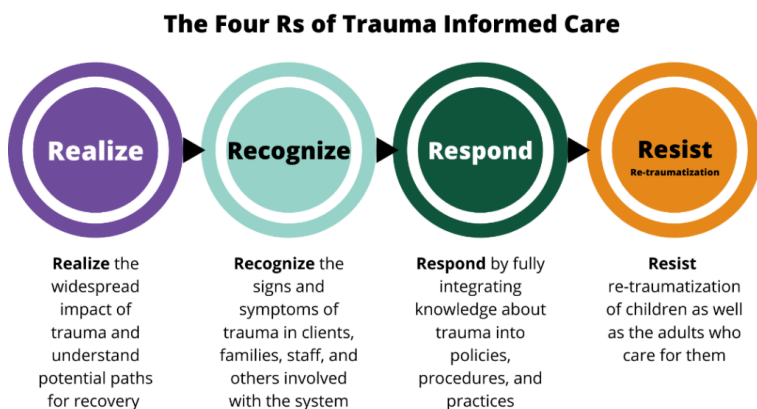 The Four Rs of Trauma Informed Care
Realize
Recognize
Respond
Resist
Re-traumatization
Realize the
widespread
impact of
trauma and
understand
potential paths
for recovery
Recognize the
signs and
symptoms of
trauma in clients,
families, staff, and
others involved
with the system
Respond by fully
integrating
knowledge about
trauma into
policies,
procedures, and
practices
Resist
re-traumatization
of children as well
as the adults who
care for them